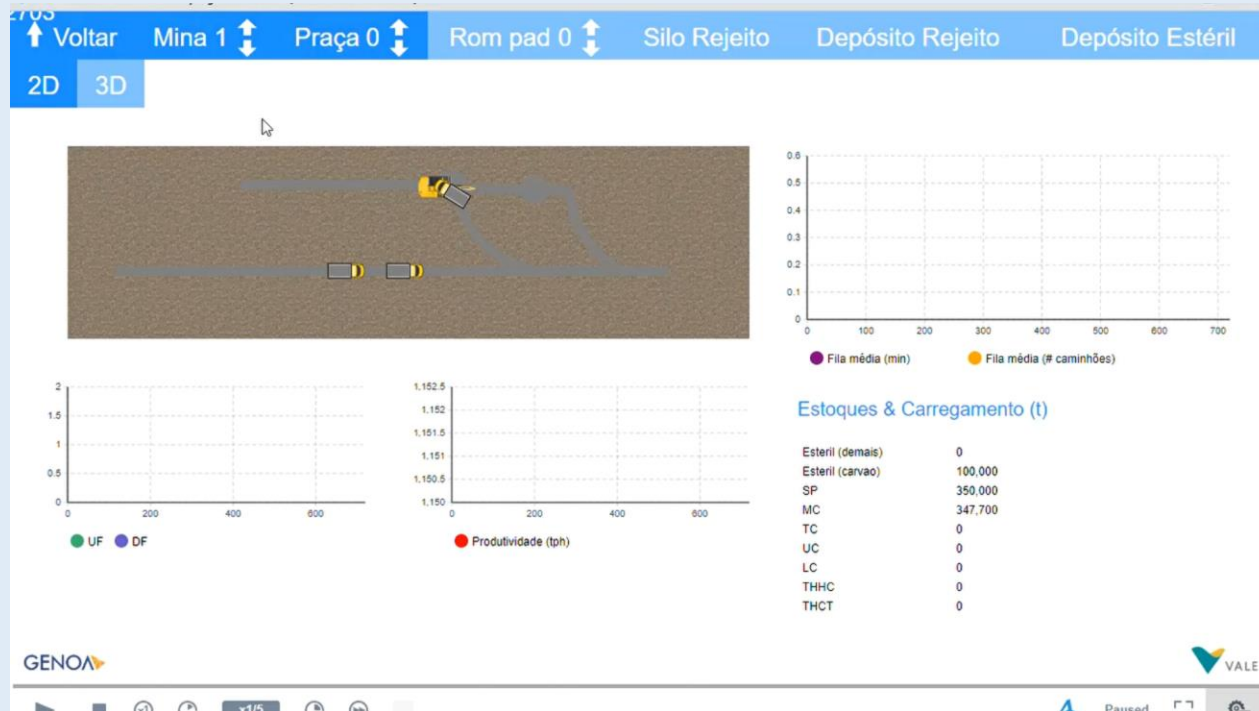 2703
Voltar Mina 1 Praça 0 Rom pad 0 Silo Rejeito Depósito Rejeito Depósito Estéril
2D 3D
0.6
0.5
0.4
0.3
0.2
0.1
0
0 100 200 300 400 500 600 700
Fila média (min) Fila média (# caminhões)
2
1.5
1
0.5
0
0 200 400 600
UF DF
1,152.5
1,152
1,151.5
1,151
1,150.5
1,150
0 200 400 600
Produtividade (tph)
Estoques & Carregamento (t)
Esteril (demais) 0
Esteril (carvao) 100,000
SP 350,000
MC 347,700
TC 0
UC 0
LC 0
THHC 0
THCT 0
GENOA
VALE
x1 x1/5 Paused